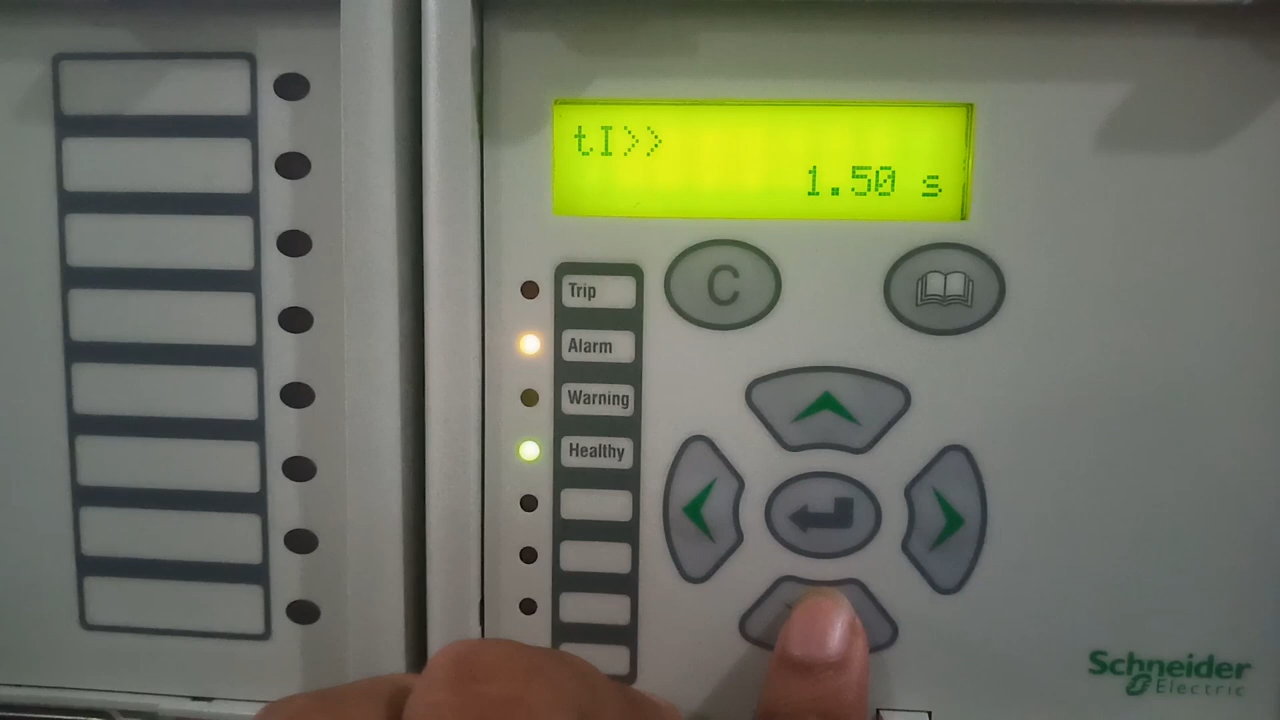 tI>>
1.50 s
C
Trip
Alarm
Warning
Healthy
Schneider
Electric